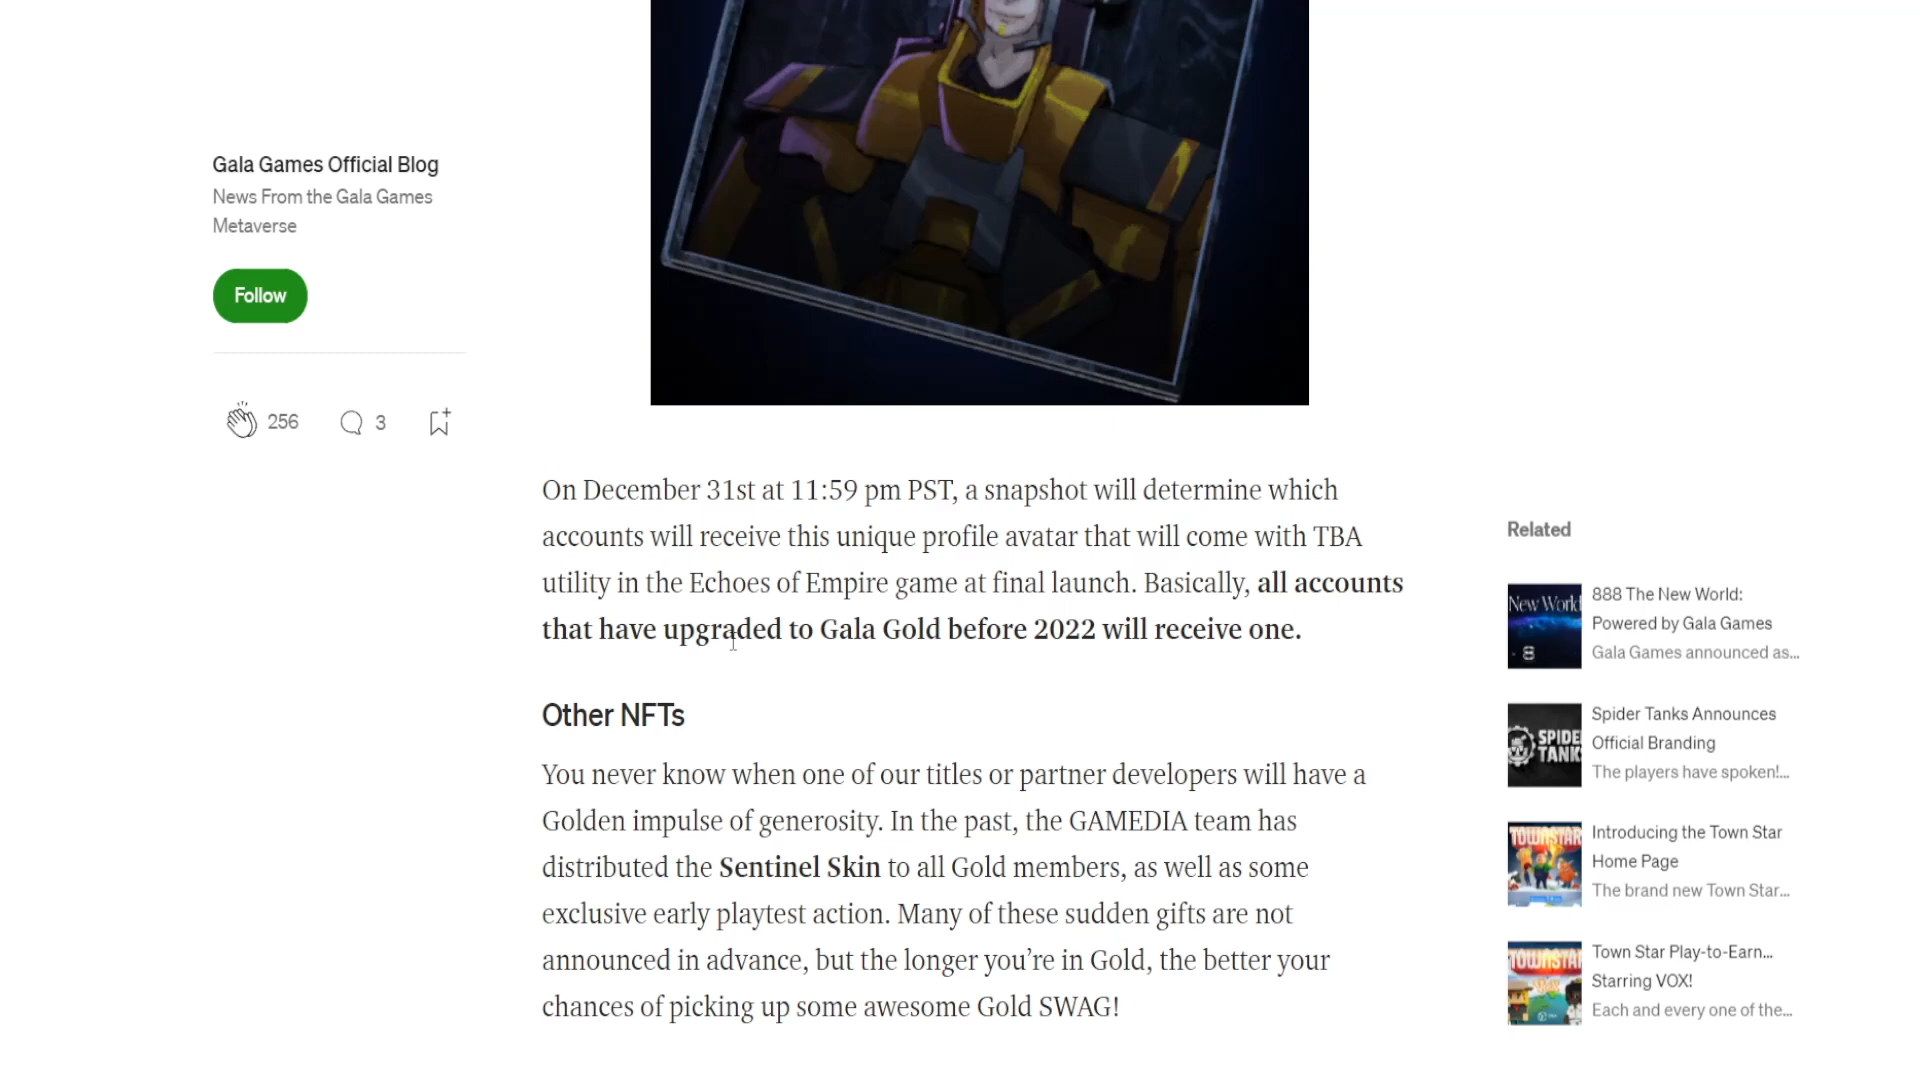 Gala Games Official Blog
News From the Gala Games
Metaverse
Follow
256
3
On December 31st at 11:59 pm PST, a snapshot will determine which
accounts will receive this unique profile avatar that will come with TBA
utility in the Echoes of Empire game at final launch. Basically, all accounts
that have upgraded to Gala Gold before 2022 will receive one.
Other NFTs
You never know when one of our titles or partner developers will have a
Golden impulse of generosity. In the past, the GAMEDIA team has
distributed the Sentinel Skin to all Gold members, as well as some
exclusive early playtest action. Many of these sudden gifts are not
announced in advance, but the longer you’re in Gold, the better your
chances of picking up some awesome Gold SWAG!
Related
New World
8
888 The New World:
Powered by Gala Games
Gala Games announced as...
SPIDE
TANK
Spider Tanks Announces
Official Branding
The players have spoken!...
TOWNSTAR
Introducing the Town Star
Home Page
The brand new Town Star...
TOWNSTAR
Town Star Play-to-Earn...
Starring VOX!
Each and every one of the...